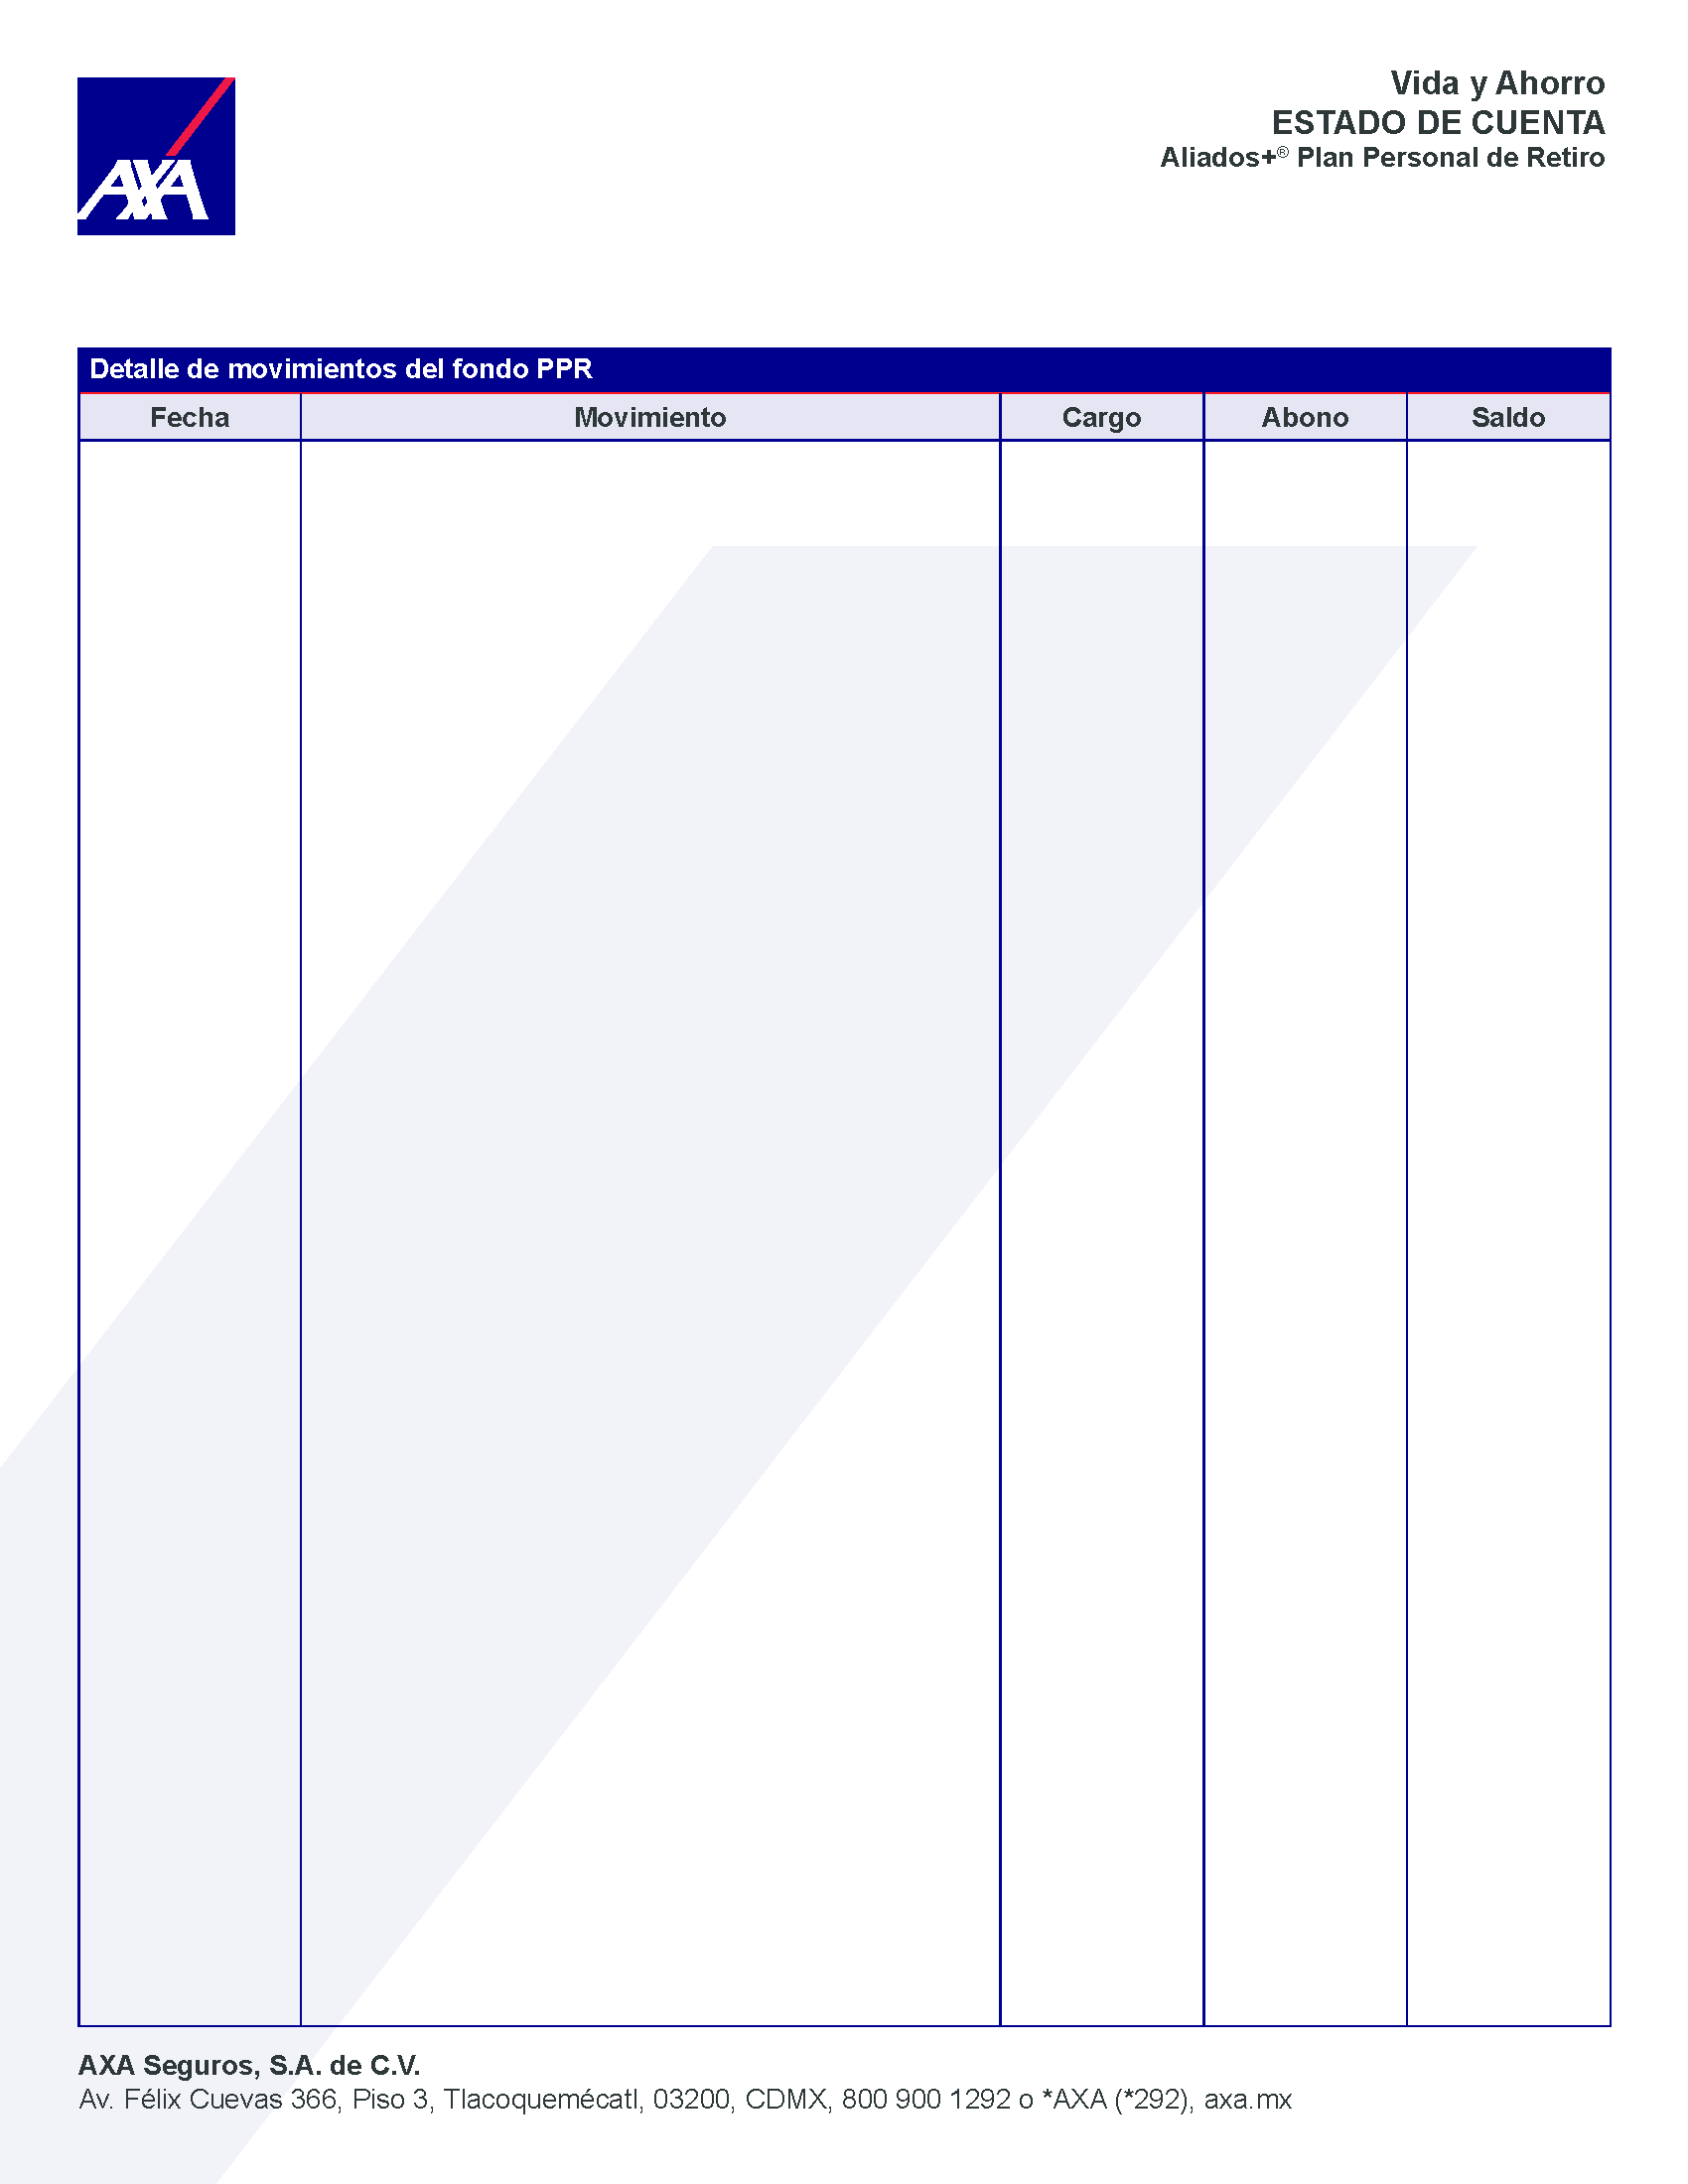 AXA
Vida y Ahorro
ESTADO DE CUENTA
Aliados+® Plan Personal de Retiro
Detalle de movimientos del fondo PPR
Fecha Movimiento Cargo Abono Saldo
AXA Seguros, S.A. de C.V.
Av. Félix Cuevas 366, Piso 3, Tlacoquemécatl, 03200, CDMX, 800 900 1292 o *AXA (*292), axa.mx